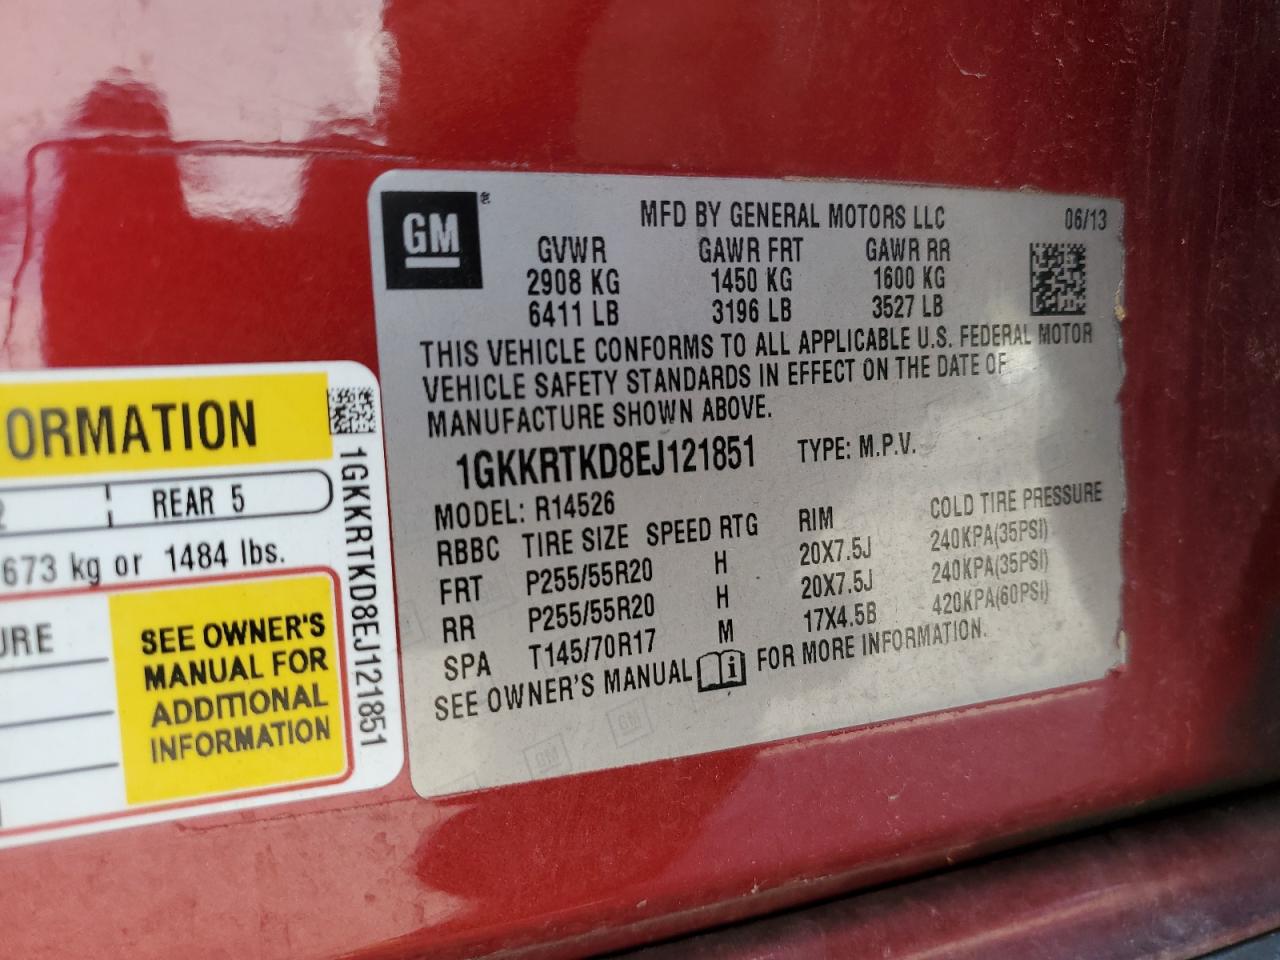 GM
MFD BY GENERAL MOTORS LLC 06/13
GVWR GAWR FRT GAWR RR
2908 KG 1450 KG 1600 KG
6411 LB 3196 LB 3527 LB
THIS VEHICLE CONFORMS TO ALL APPLICABLE U.S. FEDERAL MOTOR
VEHICLE SAFETY STANDARDS IN EFFECT ON THE DATE OF
MANUFACTURE SHOWN ABOVE.
1GKKRTKD8EJ121851 TYPE: M.P.V.
MODEL: R14526
RBBC TIRE SIZE SPEED RTG RIM COLD TIRE PRESSURE
FRT P255/55R20 H 20X7.5J 240KPA(35PSI)
RR P255/55R20 H 20X7.5J 240KPA(35PSI)
SPA T145/70R17 M 17X4.5B 420KPA(60PSI)
SEE OWNER'S MANUAL i FOR MORE INFORMATION.
GM GM
ORMATION
2 REAR 5
673 kg or 1484 lbs.
URE
SEE OWNER'S
MANUAL FOR
ADDITIONAL
INFORMATION
1GKKRTKD8EJ121851